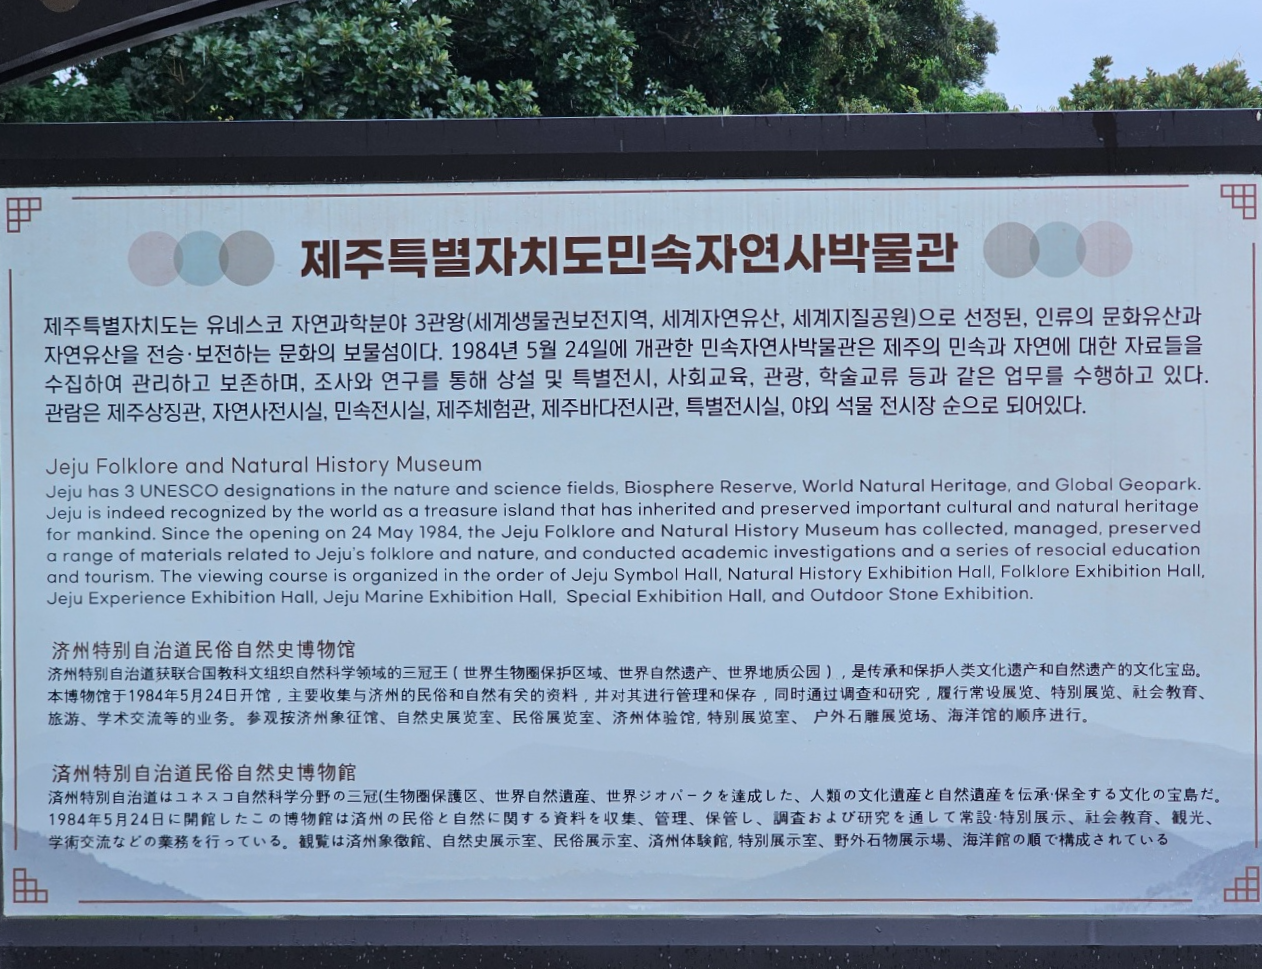 제주특별자치도민속자연사박물관
제주특별자치도는 유네스코 자연과학분야 3관왕(세계생물권보전지역, 세계자연유산, 세계지질공원)으로 선정된, 인류의 문화유산과
자연유산을 전승·보전하는 문화의 보물섬이다. 1984년 5월 24일에 개관한 민속자연사박물관은 제주의 민속과 자연에 대한 자료들을
수집하여 관리하고 보존하며, 조사와 연구를 통해 상설 및 특별전시, 사회교육, 관광, 학술교류 등과 같은 업무를 수행하고 있다.
관람은 제주상징관, 자연사전시실, 민속전시실, 제주체험관, 제주바다전시관, 특별전시실, 야외 석물 전시장 순으로 되어있다.
Jeju Folklore and Natural History Museum
Jeju has 3 UNESCO designations in the nature and science fields, Biosphere Reserve, World Natural Heritage, and Global Geopark.
Jeju is indeed recognized by the world as a treasure island that has inherited and preserved important cultural and natural heritage
for mankind. Since the opening on 24 May 1984, the Jeju Folklore and Natural History Museum has collected, managed, preserved
a range of materials related to Jeju's folklore and nature, and conducted academic investigations and a series of resocial education
and tourism. The viewing course is organized in the order of Jeju Symbol Hall, Natural History Exhibition Hall, Folklore Exhibition Hall,
Jeju Experience Exhibition Hall, Jeju Marine Exhibition Hall, Special Exhibition Hall, and Outdoor Stone Exhibition.
济州特别自治道民俗自然史博物馆
济州特别自治道获联合国教科文组织自然科学领域的三冠王 ( 世界生物圈保护区域、世界自然遗产、世界地质公园 ) , 是传承和保护人类文化遗产和自然遗产的文化宝岛。
本博物馆于1984年5月24日开馆 , 主要收集与济州的民俗和自然有关的资料 , 并对其进行管理和保存 , 同时通过调查和研究 , 履行常设展览、特别展览、社会教育、
旅游、学术交流等的业务。参观按济州象征馆、自然史展览室、民俗展览室、济州体验馆, 特别展览室、 户外石雕展览场、海洋馆的顺序进行。
済州特別自治道民俗自然史博物館
済州特別自治道はユネスコ自然科学分野の三冠(生物圏保護区、世界自然遺産、世界ジオパークを達成した、人類の文化遺産と自然遺産を伝承·保全する文化の宝島だ。
1984年5月24日に開館したこの博物館は済州の民俗と自然に関する資料を収集、管理、保管し、調査および研究を通して常設·特別展示、社会教育、観光、
学術交流などの業務を行っている。観覧は済州象徴館、自然史展示室、民俗展示室、済州体験館, 特別展示室、野外石物展示場、海洋館の順で構成されている